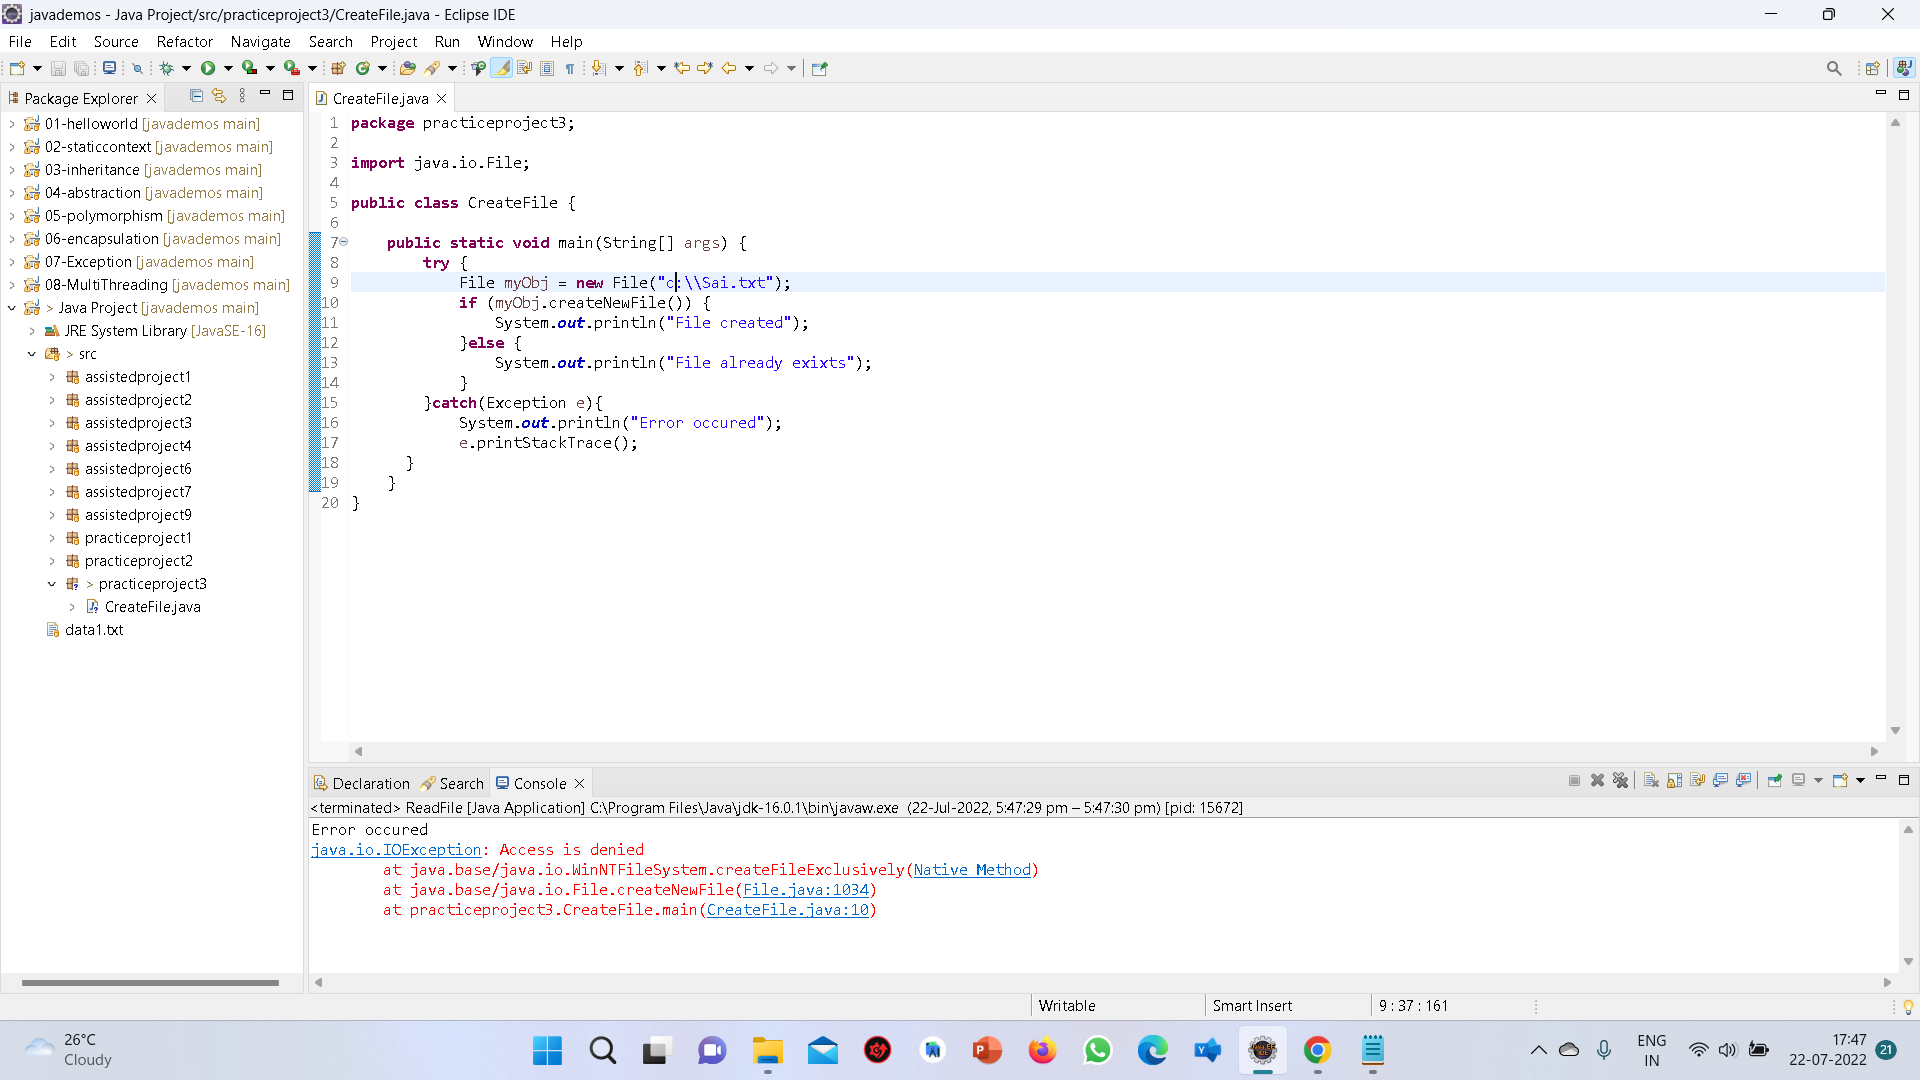 javademos - Java Project/src/practiceproject3/CreateFile.java - Eclipse IDE
File Edit Source Refactor Navigate Search Project Run Window Help
Package Explorer
01-helloworld [javademos main]
02-staticcontext [javademos main]
03-inheritance [javademos main]
04-abstraction [javademos main]
05-polymorphism [javademos main]
06-encapsulation [javademos main]
07-Exception [javademos main]
08-MultiThreading [javademos main]
> Java Project [javademos main]
JRE System Library [JavaSE-16]
> src
assistedproject1
assistedproject2
assistedproject3
assistedproject4
assistedproject6
assistedproject7
assistedproject9
practiceproject1
practiceproject2
> practiceproject3
CreateFile.java
data1.txt
CreateFile.java
1 package practiceproject3;
2
3 import java.io.File;
4
5 public class CreateFile {
6
7 public static void main(String[] args) {
8 try {
9 File myObj = new File("c:\\Sai.txt");
10 if (myObj.createNewFile()) {
11 System.out.println("File created");
12 }else {
13 System.out.println("File already exixts");
14 }
15 }catch(Exception e){
16 System.out.println("Error occured");
17 e.printStackTrace();
18 }
19 }
20 }
Declaration Search Console
<terminated> ReadFile [Java Application] C:\Program Files\Java\jdk-16.0.1\bin\javaw.exe (22-Jul-2022, 5:47:29 pm – 5:47:30 pm) [pid: 15672]
Error occured
java.io.IOException: Access is denied
at java.base/java.io.WinNTFileSystem.createFileExclusively(Native Method)
at java.base/java.io.File.createNewFile(File.java:1034)
at practiceproject3.CreateFile.main(CreateFile.java:10)
Writable Smart Insert 9 : 37 : 161
26°C
Cloudy
ENG
IN
17:47
22-07-2022
21